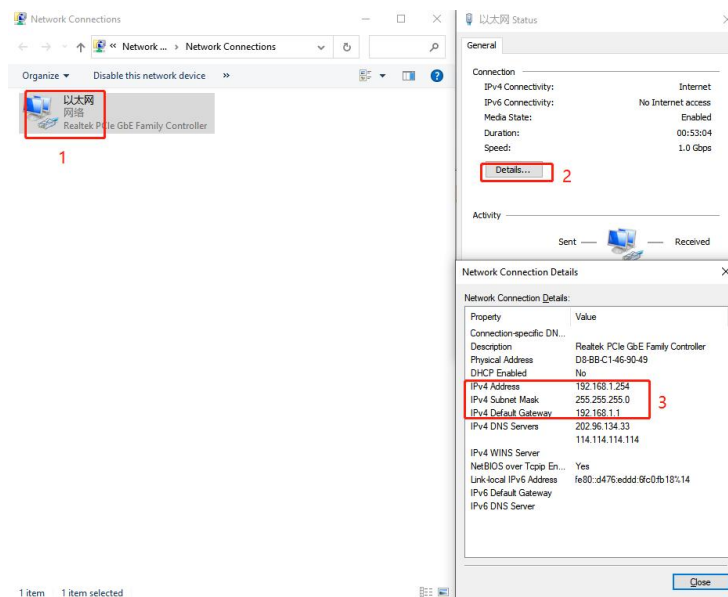 Network Connections
« Network ... › Network Connections
Organize
Disable this network device
»
以太网
网络
Realtek PCIe GbE Family Controller
1
1 item
1 item selected
以太网 Status
General
Connection
IPv4 Connectivity: Internet
IPv6 Connectivity: No Internet access
Media State: Enabled
Duration: 00:53:04
Speed: 1.0 Gbps
Details...
2
Activity
Sent
Received
Network Connection Details
Network Connection Details:
Property Value
Connection-specific DN...
Description Realtek PCIe GbE Family Controller
Physical Address D8-BB-C1-46-90-49
DHCP Enabled No
IPv4 Address 192.168.1.254
IPv4 Subnet Mask 255.255.255.0
IPv4 Default Gateway 192.168.1.1
3
IPv4 DNS Servers 202.96.134.33
114.114.114.114
IPv4 WINS Server
NetBIOS over Tcpip En... Yes
Link-local IPv6 Address fe80::d476:eddd:6fc0:fb18%14
IPv6 Default Gateway
IPv6 DNS Server
Close